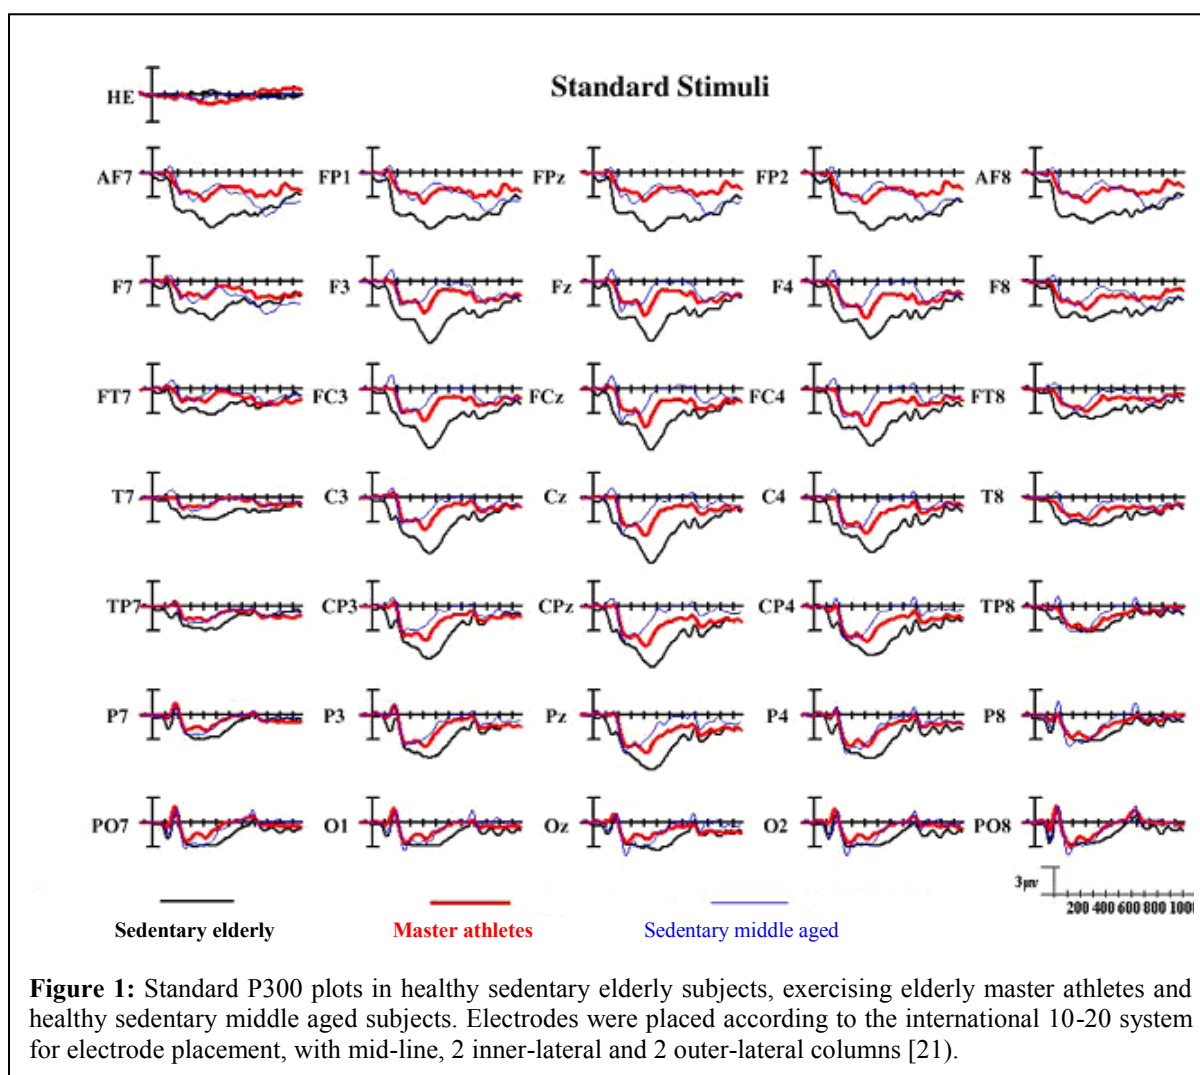 Standard Stimuli
HE
AF7 FP1 FPz FP2 AF8
F7 F3 Fz F4 F8
FT7 FC3 FCz FC4 FT8
T7 C3 Cz C4 T8
TP7 CP3 CPz CP4 TP8
P7 P3 Pz P4 P8
PO7 O1 Oz O2 PO8
3μv
200 400 600 800 1000
Sedentary elderly Master athletes Sedentary middle aged
Figure 1: Standard P300 plots in healthy sedentary elderly subjects, exercising elderly master athletes and
healthy sedentary middle aged subjects. Electrodes were placed according to the international 10-20 system
for electrode placement, with mid-line, 2 inner-lateral and 2 outer-lateral columns [21).